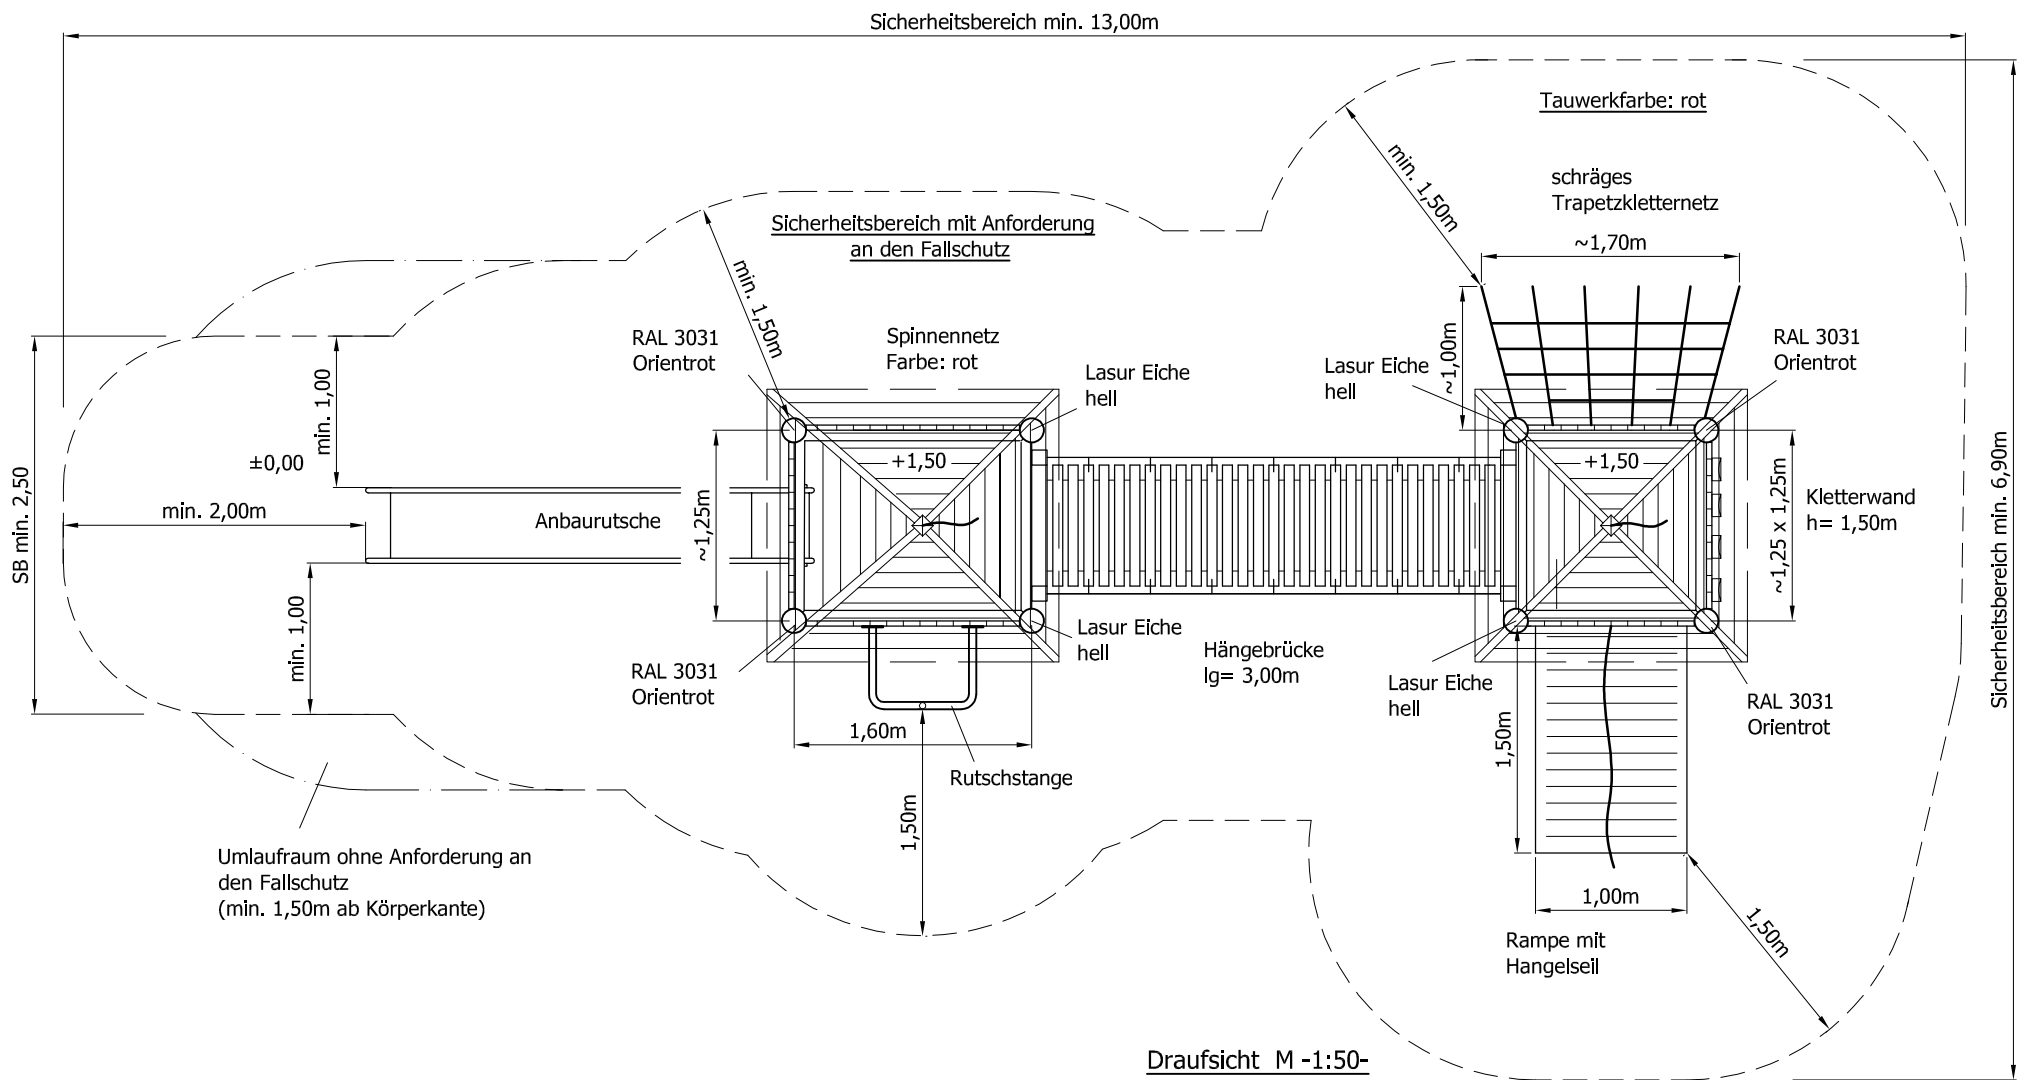 Sicherheitsbereich min. 13,00m
Tauwerkfarbe: rot
min. 1,50m
schräges
Trapetzkletternetz
~1,70m
Sicherheitsbereich mit Anforderung
an den Fallschutz
min. 1,50m
RAL 3031
Orientrot
Spinnennetz
Farbe: rot
Lasur Eiche
hell
Lasur Eiche
hell
~1,00m
RAL 3031
Orientrot
min. 1,00
±0,00
SB min. 2,50
min. 2,00m
Anbaurutsche
~1,25m
+1,50
+1,50
~1,25 x 1,25m
Kletterwand
h= 1,50m
Sicherheitsbereich min. 6,90m
min. 1,00
RAL 3031
Orientrot
Lasur Eiche
hell
Hängebrücke
lg= 3,00m
Lasur Eiche
hell
RAL 3031
Orientrot
1,60m
1,50m
Rutschstange
1,50m
Umlaufraum ohne Anforderung an
den Fallschutz
(min. 1,50m ab Körperkante)
1,00m
1,50m
Rampe mit
Hangelseil
Draufsicht M -1:50-